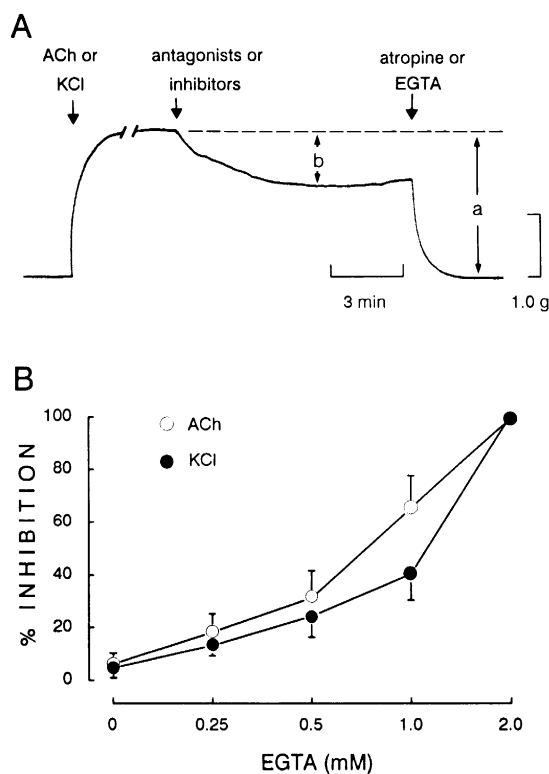 A
ACh or
KCl
antagonists or
inhibitors
atropine or
EGTA
b
a
3 min
1.0 g
B
100
80
60
40
20
0
% INHIBITION
ACh
KCl
0
0.25
0.5
1.0
2.0
EGTA (mM)